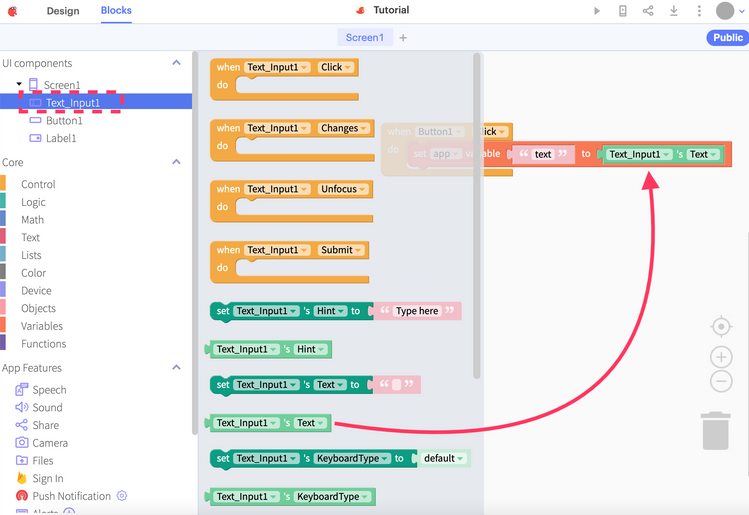 Design
Blocks
Tutorial
Screen1
Public
UI components
Screen1
Text_Input1
Button1
Label1
Core
Control
Logic
Math
Text
Lists
Color
Device
Objects
Variables
Functions
App Features
Speech
Sound
Share
Camera
Files
Sign In
Push Notification
Alerts
when Text_Input1 Click
do
when Text_Input1 Changes
do
when Text_Input1 Unfocus
do
when Text_Input1 Submit
do
set Text_Input1 's Hint to “ Type here ”
Text_Input1 's Hint
set Text_Input1 's Text to “ ”
Text_Input1 's Text
set Text_Input1 's KeyboardType to default
Text_Input1 's KeyboardType
when Button1 Click
do set app variable “ text ” to Text_Input1 's Text